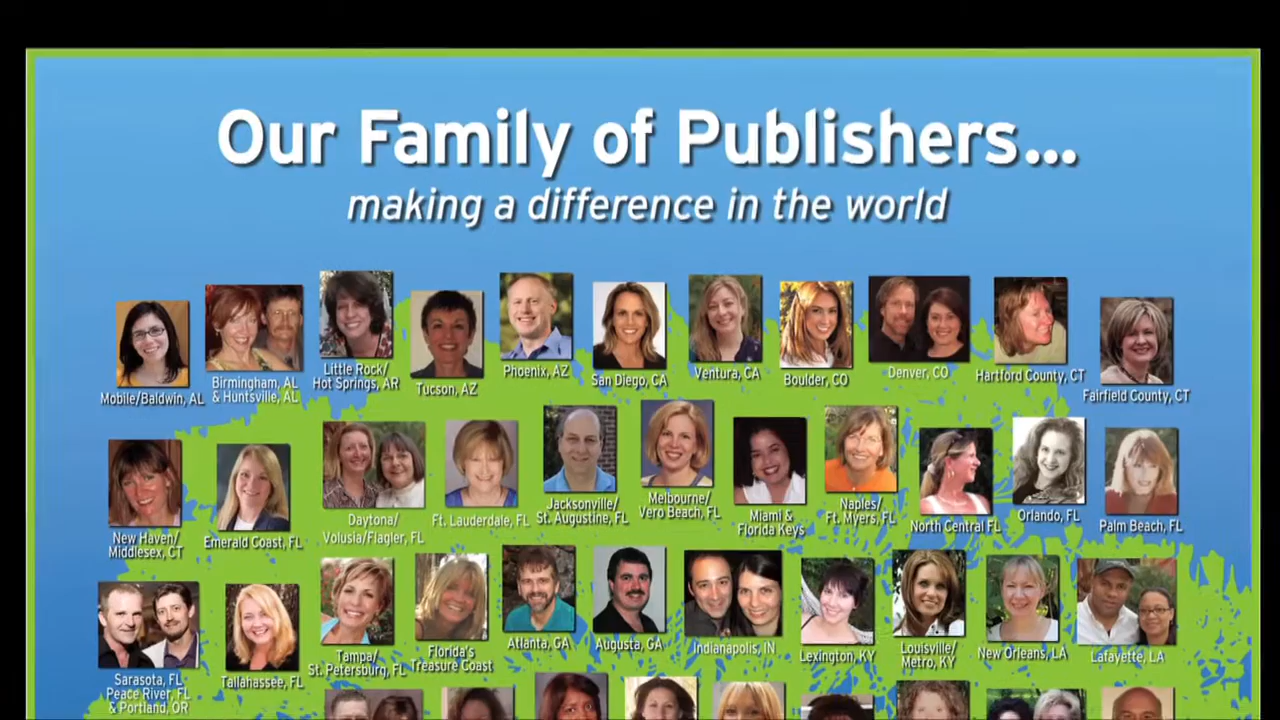 Our Family of Publishers...
making a difference in the world
Mobile/Baldwin, AL
Birmingham, AL
& Huntsville, AL
Little Rock/
Hot Springs, AR
Tucson, AZ
Phoenix, AZ
San Diego, CA
Ventura, CA
Boulder, CO
Denver, CO
Hartford County, CT
Fairfield County, CT
New Haven/
Middlesex, CT
Emerald Coast, FL
Daytona/
Volusia/Flagler, FL
Ft. Lauderdale, FL
Jacksonville/
St. Augustine, FL
Melbourne/
Vero Beach, FL
Miami &
Florida Keys
Naples/
Ft. Myers, FL
North Central FL
Orlando, FL
Palm Beach, FL
Sarasota, FL
Peace River, FL
& Portland, OR
Tallahassee, FL
Tampa/
St. Petersburg, FL
Florida's
Treasure Coast
Atlanta, GA
Augusta, GA
Indianapolis, IN
Lexington, KY
Louisville/
Metro, KY
New Orleans, LA
Lafayette, LA